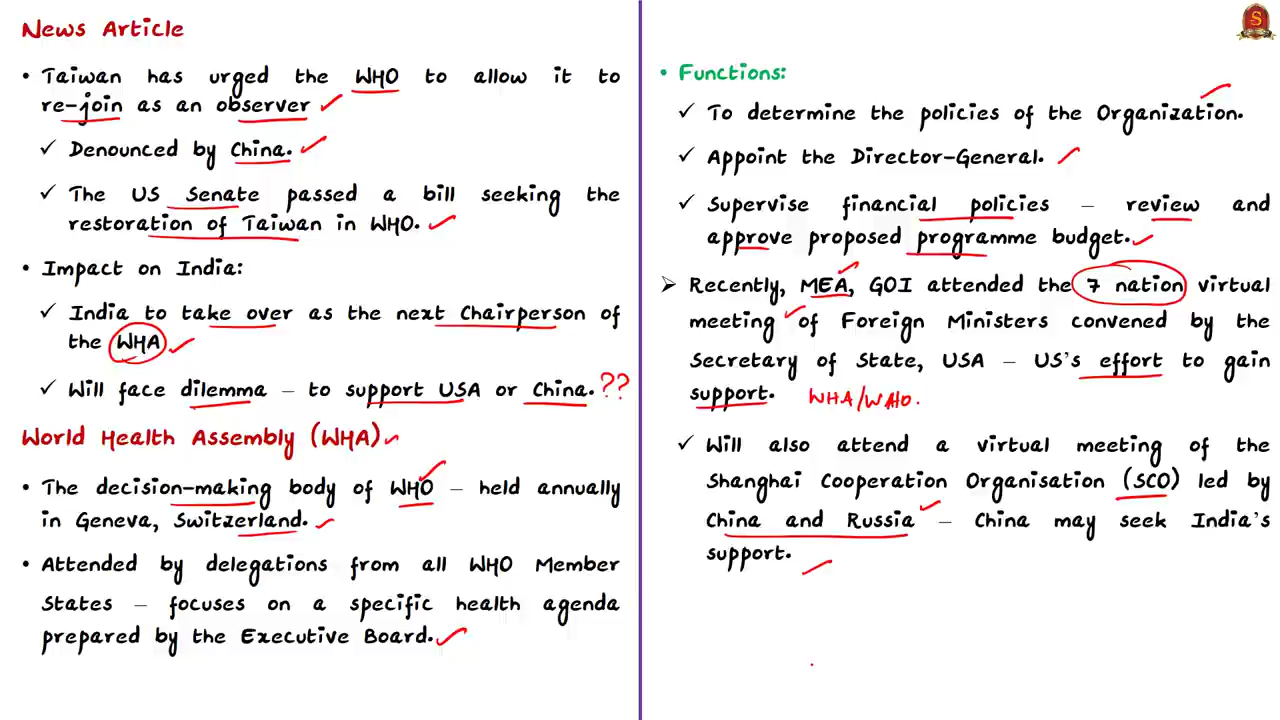 News Article
• Taiwan has urged the WHO to allow it to
re-join as an observer
✓ Denounced by China.
✓ The US Senate passed a bill seeking the
restoration of Taiwan in WHO.
• Impact on India:
✓ India to take over as the next Chairperson of
the WHA
✓ Will face dilemma – to support USA or China. ??
World Health Assembly (WHA)
• The decision-making body of WHO – held annually
in Geneva, Switzerland.
• Attended by delegations from all WHO Member
States – focuses on a specific health agenda
prepared by the Executive Board.
S
• Functions:
✓ To determine the policies of the Organization.
✓ Appoint the Director-General.
✓ Supervise financial policies – review and
approve proposed programme budget.
➢ Recently, MEA, GOI attended the 7 nation virtual
meeting of Foreign Ministers convened by the
Secretary of State, USA – US's effort to gain
support. WHA/WHO.
✓ Will also attend a virtual meeting of the
Shanghai Cooperation Organisation (SCO) led by
China and Russia – China may seek India's
support.